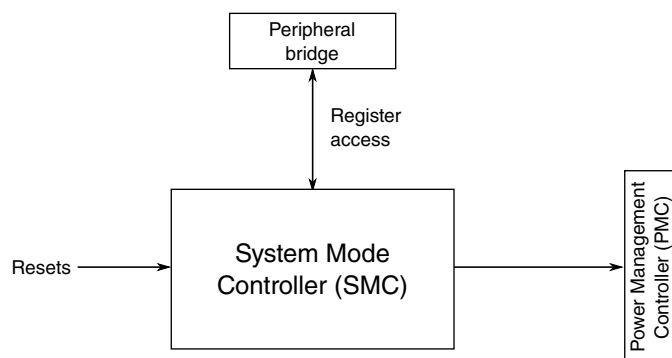 Peripheral
bridge
Register
access
System Mode
Controller (SMC)
Resets
Power Management
Controller (PMC)